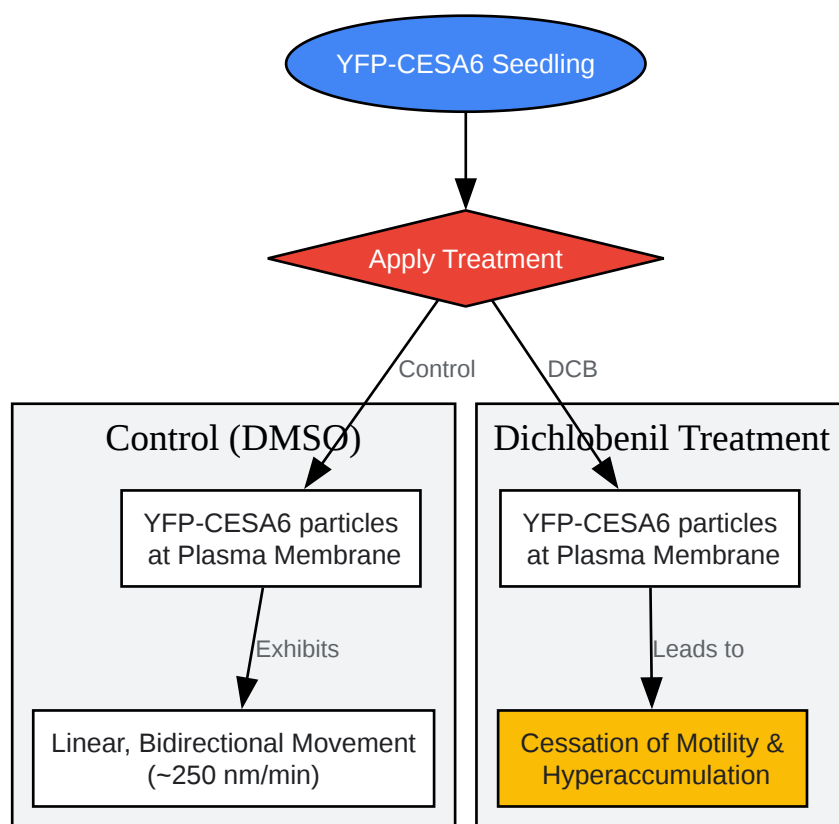 YFP-CESA6 Seedling
Apply Treatment
Control
DCB
Control (DMSO)
YFP-CESA6 particles
at Plasma Membrane
Exhibits
Linear, Bidirectional Movement
(~250 nm/min)
Dichlobenil Treatment
YFP-CESA6 particles
at Plasma Membrane
Leads to
Cessation of Motility &
Hyperaccumulation